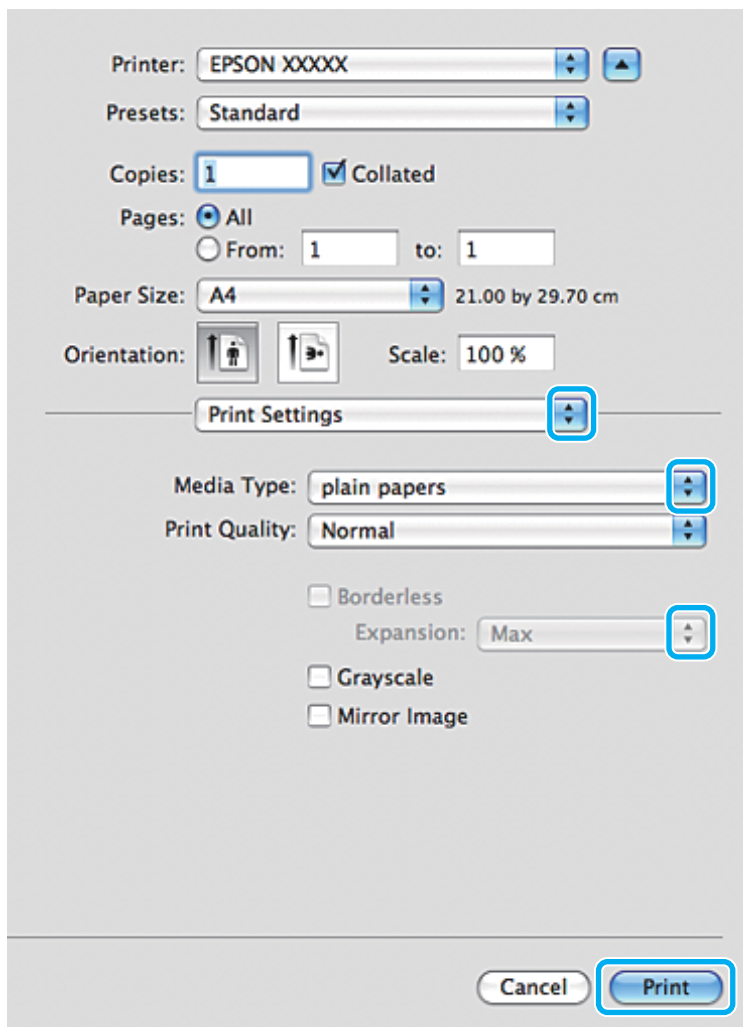 Printer: EPSON XXXXX
Presets: Standard
Copies: 1 Collated
Pages: All
From: 1 to: 1
Paper Size: A4 21.00 by 29.70 cm
Orientation: Scale: 100 %
Print Settings
Media Type: plain papers
Print Quality: Normal
Borderless
Expansion: Max
Grayscale
Mirror Image
Cancel Print